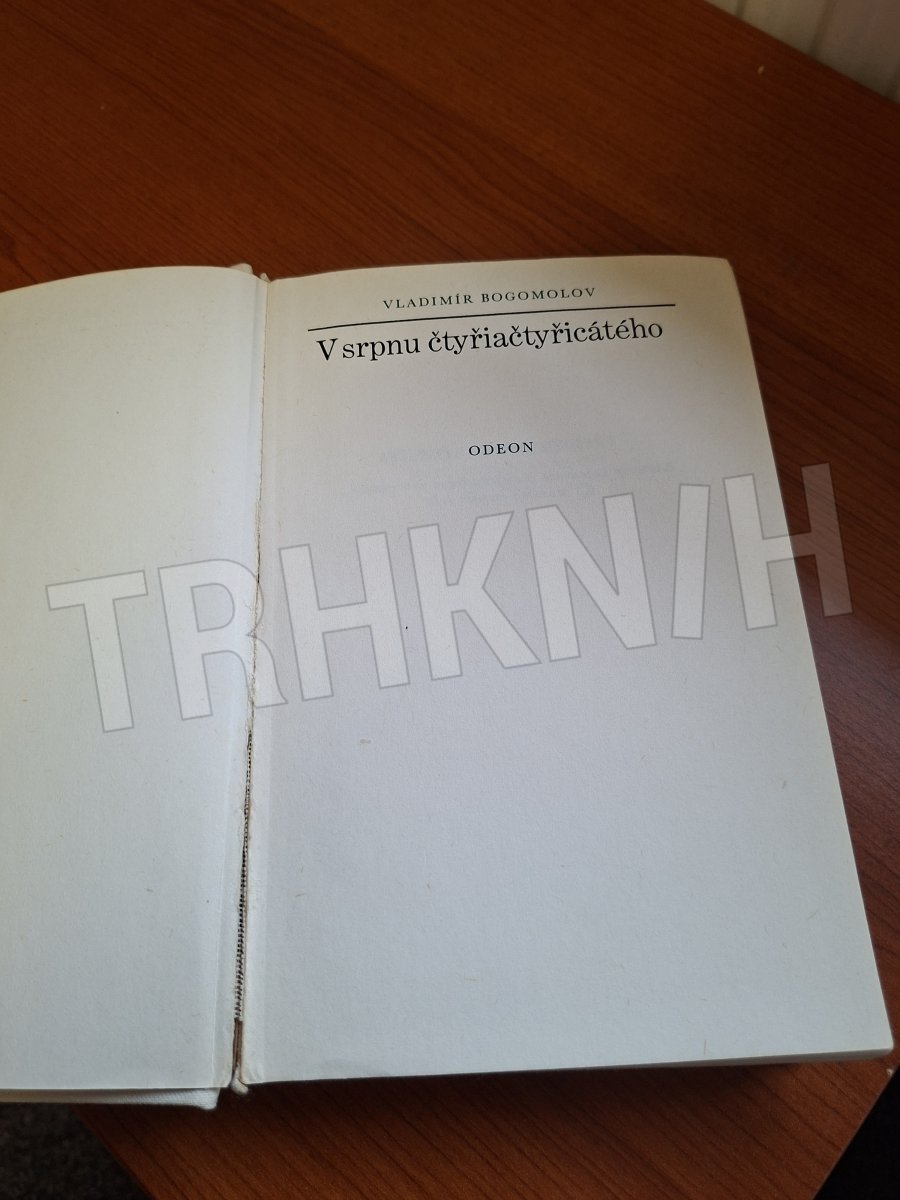 VLADIMÍR BOGOMOLOV
V srpnu čtyřiačtyřicátého
ODEON
TRHKNIH